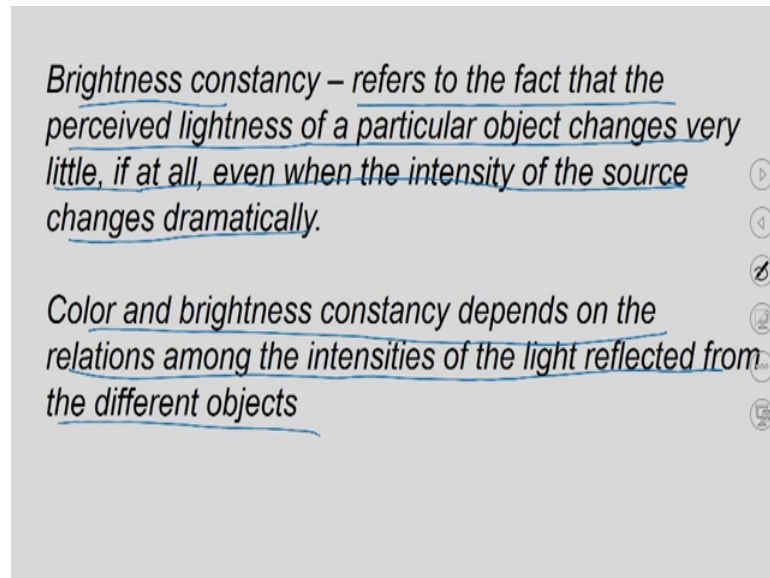 Brightness constancy – refers to the fact that the
perceived lightness of a particular object changes very
little, if at all, even when the intensity of the source
changes dramatically.
Color and brightness constancy depends on the
relations among the intensities of the light reflected from
the different objects